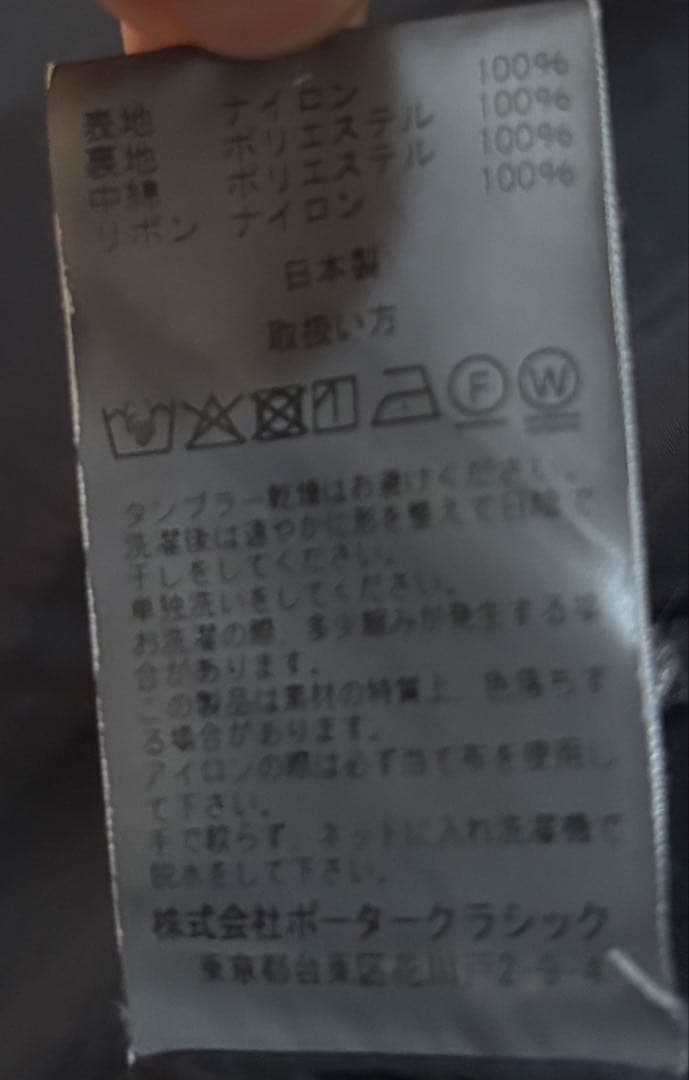 表地 ナイロン 100%
裏地 ポリエステル 100%
中綿 ポリエステル 100%
リボン ナイロン 100%
日本製
取扱い方
F W
タンブラー乾燥はお避けください。
洗濯後は速やかに形を整えて日陰で
干しをしてください。
単独洗いをしてください。
お洗濯の際、多少縮みが発生する場
合があります。
この製品は素材の特質上、色落ちす
る場合があります。
アイロンの際は必ず当て布を使用し
て下さい。
手で絞らず、ネットに入れ洗濯機で
脱水をして下さい。
株式会社ポータークラシック
東京都台東区花川戸2-9-4